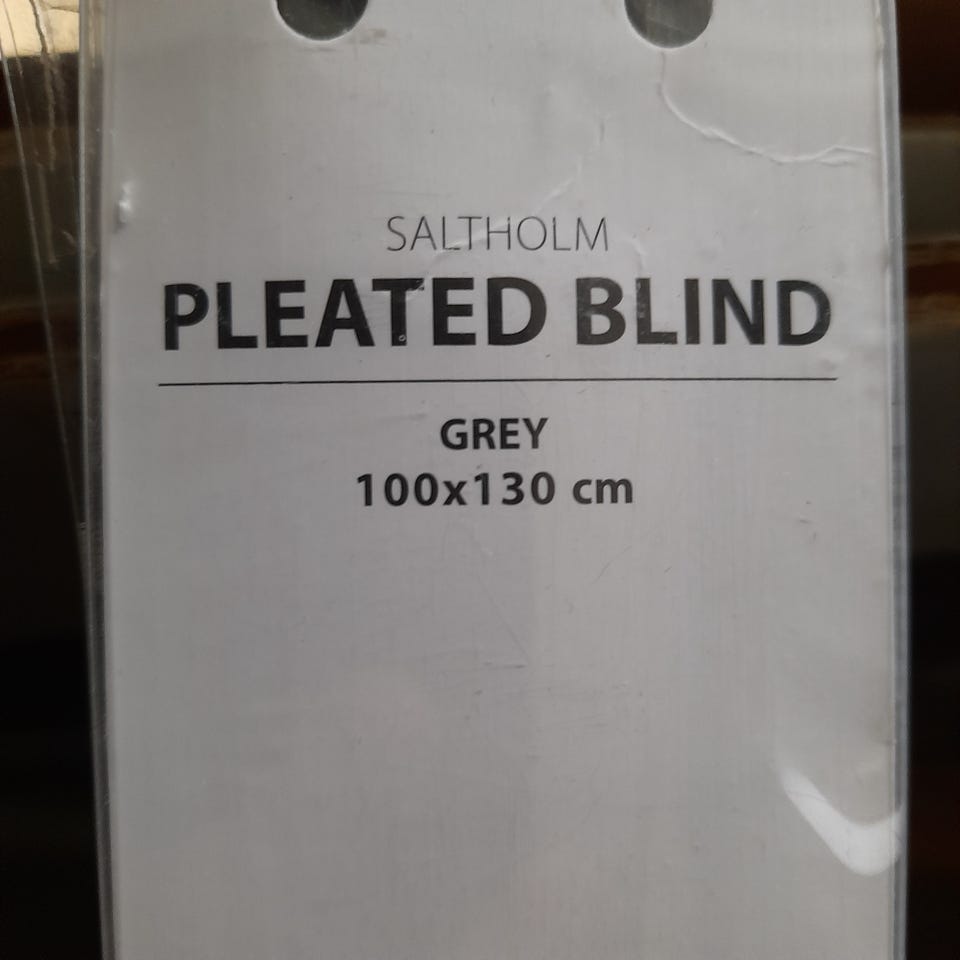 SALTHOLM
PLEATED BLIND
GREY
100x130 cm